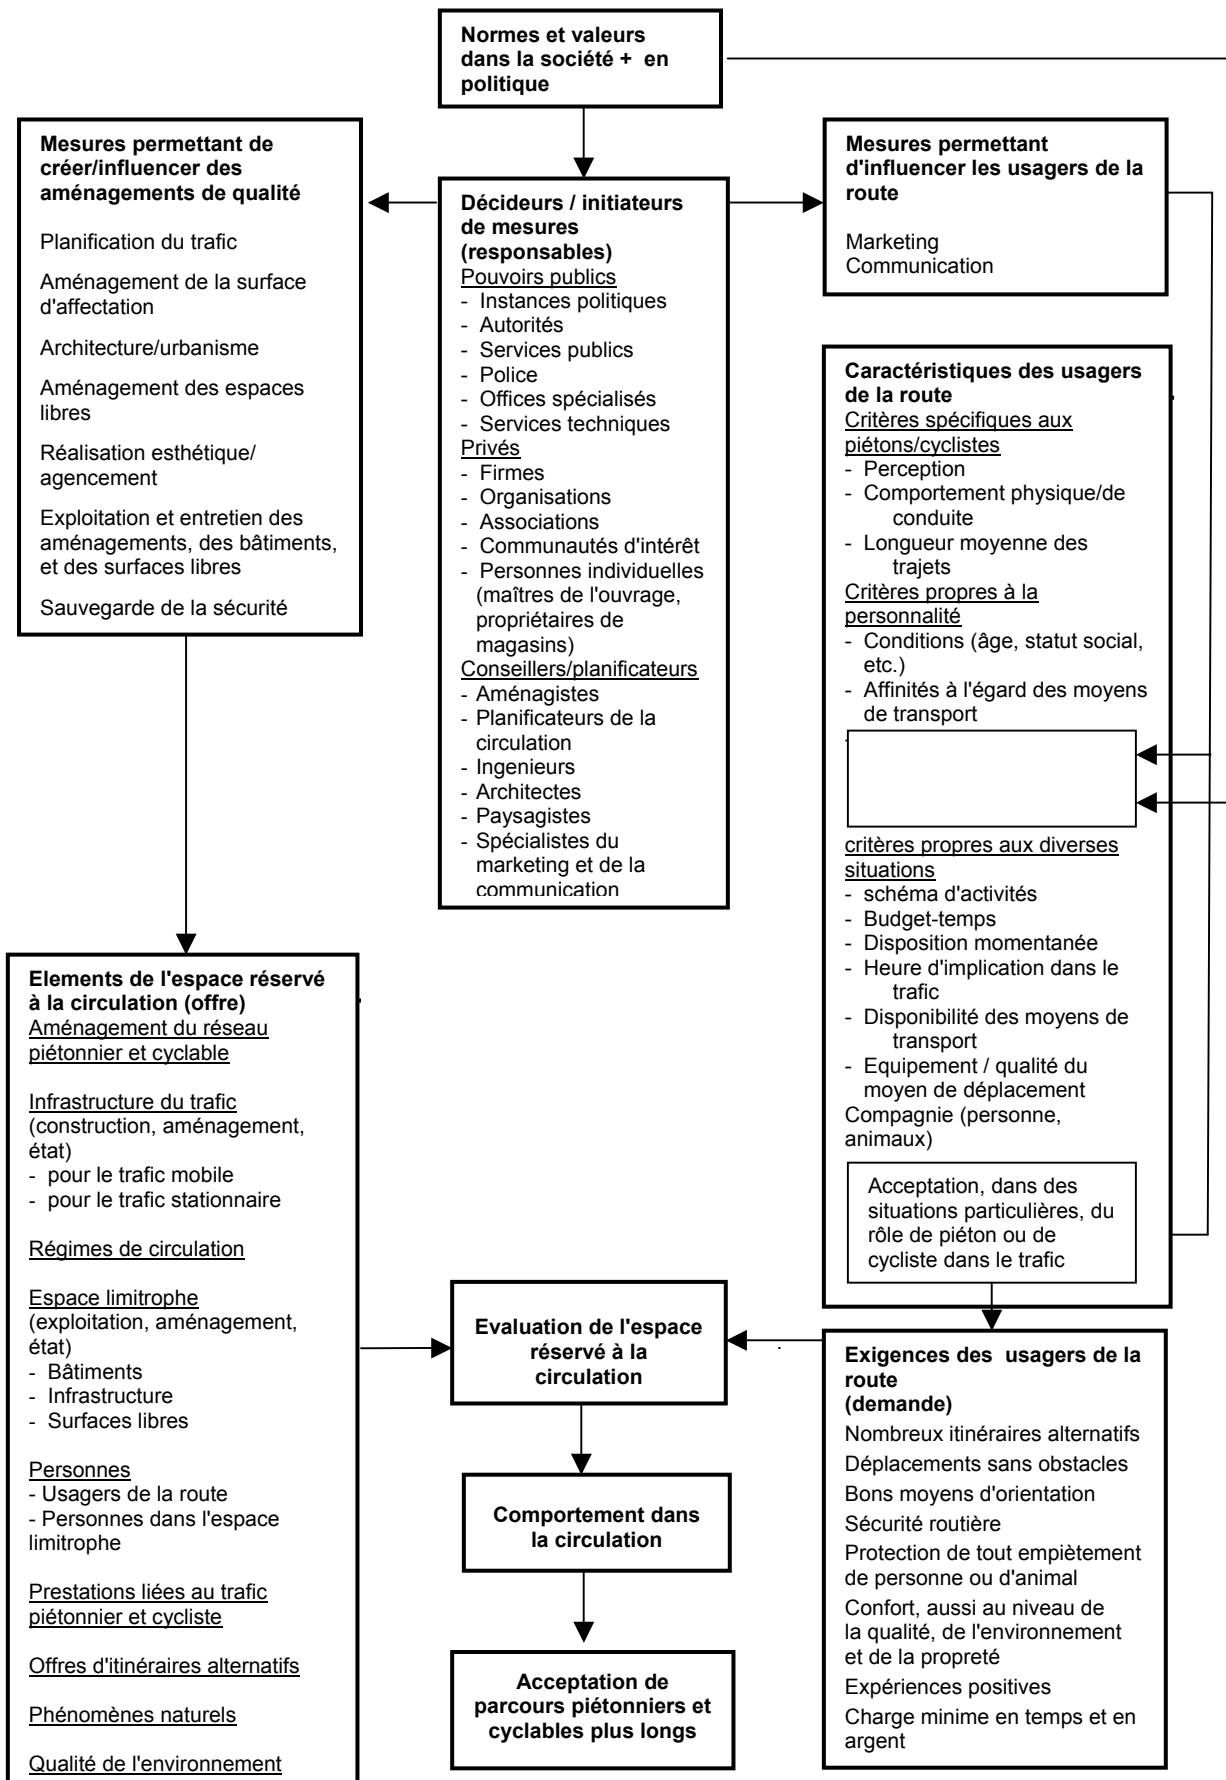 Normes et valeurs
dans la société +  en
politique
Mesures permettant de
créer/influencer des
aménagements de qualité
Planification du trafic
Aménagement de la surface
d'affectation
Architecture/urbanisme
Aménagement des espaces
libres
Réalisation esthétique/
agencement
Exploitation et entretien des
aménagements, des bâtiments,
et des surfaces libres
Sauvegarde de la sécurité
Décideurs / initiateurs
de mesures
(responsables)
Pouvoirs publics
- Instances politiques
- Autorités
- Services publics
- Police
- Offices spécialisés
- Services techniques
Privés
- Firmes
- Organisations
- Associations
- Communautés d'intérêt
- Personnes individuelles
(maîtres de l'ouvrage,
propriétaires de
magasins)
Conseillers/planificateurs
- Aménagistes
- Planificateurs de la
circulation
- Ingenieurs
- Architectes
- Paysagistes
- Spécialistes du
marketing et de la
communication
Mesures permettant
d'influencer les usagers de la
route
Marketing
Communication
Caractéristiques des usagers
de la route
Critères spécifiques aux
piétons/cyclistes
- Perception
- Comportement physique/de
conduite
- Longueur moyenne des
trajets
Critères propres à la
personnalité
- Conditions (âge, statut social,
etc.)
- Affinités à l'égard des moyens
de transport
-
critères propres aux diverses
situations
- schéma d'activités
- Budget-temps
- Disposition momentanée
- Heure d'implication dans le
trafic
- Disponibilité des moyens de
transport
- Equipement / qualité du
moyen de déplacement
Compagnie (personne,
animaux)
Acceptation, dans des
situations particulières, du
rôle de piéton ou de
cycliste dans le trafic
Elements de l'espace réservé
à la circulation (offre)
Aménagement du réseau
piétonnier et cyclable
Infrastructure du trafic
(construction, aménagement,
état)
- pour le trafic mobile
- pour le trafic stationnaire
Régimes de circulation
Espace limitrophe
(exploitation, aménagement,
état)
- Bâtiments
- Infrastructure
- Surfaces libres
Personnes
- Usagers de la route
- Personnes dans l'espace
limitrophe
Prestations liées au trafic
piétonnier et cycliste
Offres d'itinéraires alternatifs
Phénomènes naturels
Qualité de l'environnement
Evaluation de l'espace
réservé à la
circulation
Comportement dans
la circulation
Acceptation de
parcours piétonniers et
cyclables plus longs
Exigences des  usagers de la
route
(demande)
Nombreux itinéraires alternatifs
Déplacements sans obstacles
Bons moyens d'orientation
Sécurité routière
Protection de tout empiètement
de personne ou d'animal
Confort, aussi au niveau de
la qualité, de l'environnement
et de la propreté
Expériences positives
Charge minime en temps et en
argent